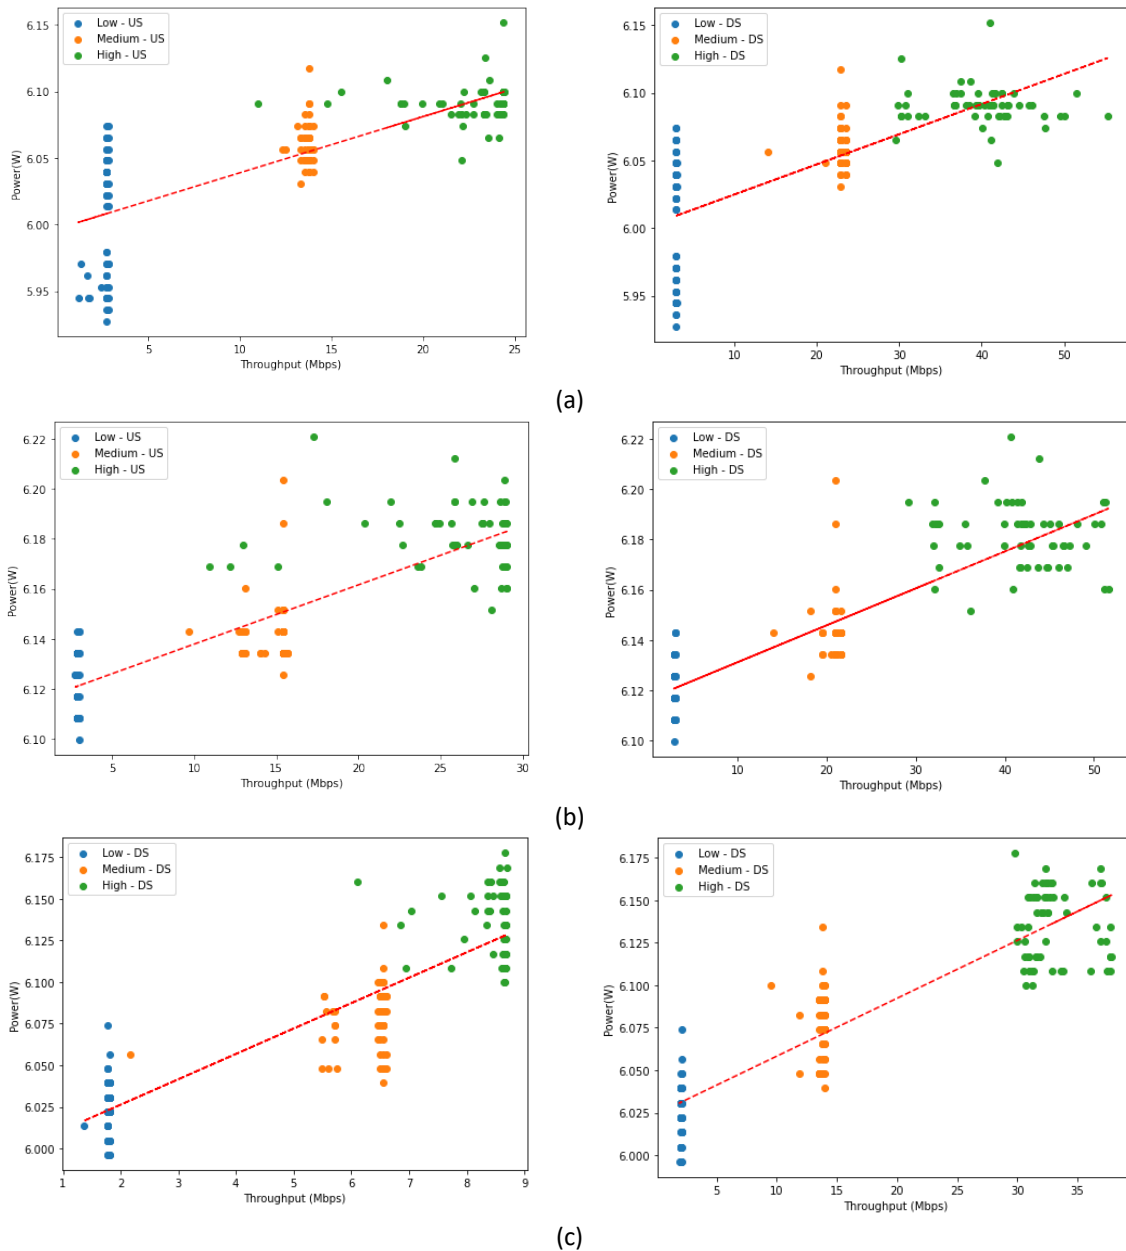 Low - US
Medium - US
High - US
6.15
6.10
6.05
6.00
5.95
Power(W)
5
10
15
20
25
Throughput (Mbps)
Low - DS
Medium - DS
High - DS
6.15
6.10
6.05
6.00
5.95
Power(W)
10
20
30
40
50
Throughput (Mbps)
(a)
Low - US
Medium - US
High - US
6.22
6.20
6.18
6.16
6.14
6.12
6.10
Power(W)
5
10
15
20
25
30
Throughput (Mbps)
Low - DS
Medium - DS
High - DS
6.22
6.20
6.18
6.16
6.14
6.12
6.10
Power(W)
10
20
30
40
50
Throughput (Mbps)
(b)
Low - DS
Medium - DS
High - DS
6.175
6.150
6.125
6.100
6.075
6.050
6.025
6.000
Power(W)
1
2
3
4
5
6
7
8
9
Throughput (Mbps)
Low - DS
Medium - DS
High - DS
6.175
6.150
6.125
6.100
6.075
6.050
6.025
6.000
Power(W)
5
10
15
20
25
30
35
Throughput (Mbps)
(c)